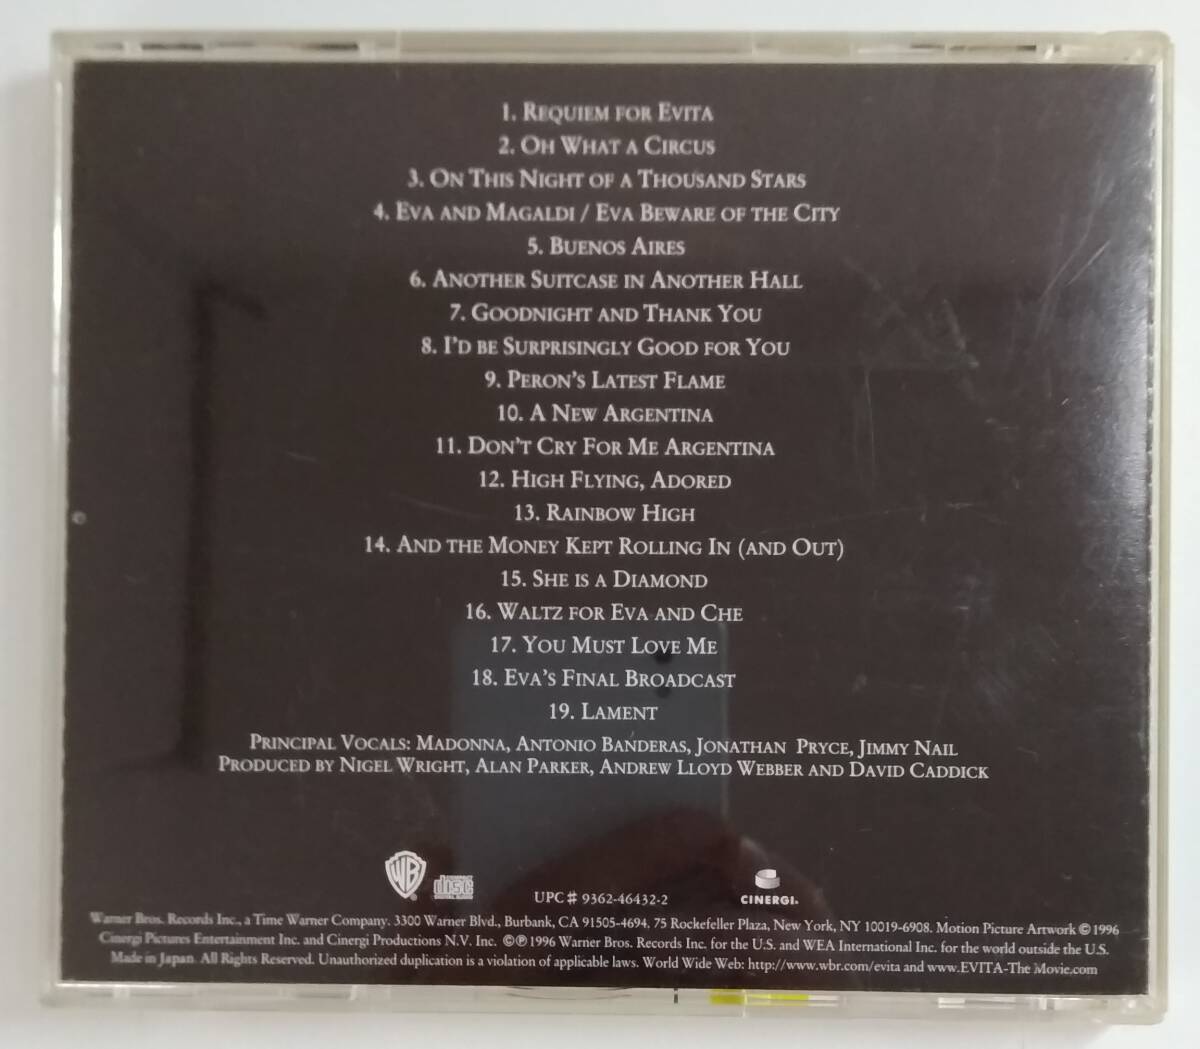 1. REQUIEM FOR EVITA
2. OH WHAT A CIRCUS
3. ON THIS NIGHT OF A THOUSAND STARS
4. EVA AND MAGALDI / EVA BEWARE OF THE CITY
5. BUENOS AIRES
6. ANOTHER SUITCASE IN ANOTHER HALL
7. GOODNIGHT AND THANK YOU
8. I'D BE SURPRISINGLY GOOD FOR YOU
9. PERON'S LATEST FLAME
10. A NEW ARGENTINA
11. DON'T CRY FOR ME ARGENTINA
12. HIGH FLYING, ADORED
13. RAINBOW HIGH
14. AND THE MONEY KEPT ROLLING IN (AND OUT)
15. SHE IS A DIAMOND
16. WALTZ FOR EVA AND CHE
17. YOU MUST LOVE ME
18. EVA'S FINAL BROADCAST
19. LAMENT
PRINCIPAL VOCALS: MADONNA, ANTONIO BANDERAS, JONATHAN PRYCE, JIMMY NAIL
PRODUCED BY NIGEL WRIGHT, ALAN PARKER, ANDREW LLOYD WEBBER AND DAVID CADDICK
WB
COMPACT
disc
DIGITAL AUDIO
UPC # 9362-46432-2
CINERGI.
Warner Bros. Records Inc., a Time Warner Company. 3300 Warner Blvd., Burbank, CA 91505-4694, 75 Rockefeller Plaza, New York, NY 10019-6908. Motion Picture Artwork © 1996
Cinergi Pictures Entertainment Inc. and Cinergi Productions N.V. Inc. ©℗ 1996 Warner Bros. Records Inc. for the U.S. and WEA International Inc. for the world outside the U.S.
Made in Japan. All Rights Reserved. Unauthorized duplication is a violation of applicable laws. World Wide Web: http://www.wbr.com/evita and www.EVITA-The Movie.com